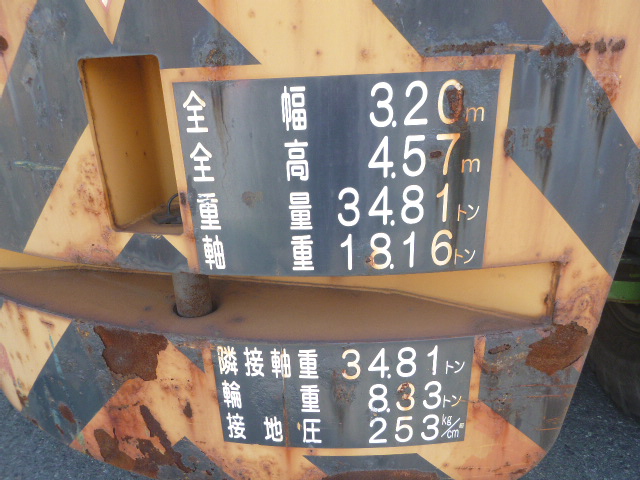 全幅 3.20m
全高 4.57m
全重量 34.81トン
軸重 18.16トン
隣接軸重 34.81トン
輪重 8.33トン
接地圧 253kg/cm²